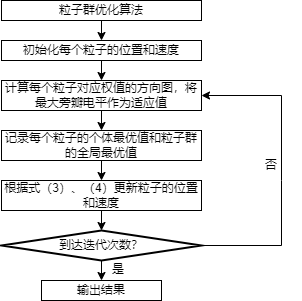 粒子群优化算法
初始化每个粒子的位置和速度
计算每个粒子对应权值的方向图，将
最大旁瓣电平作为适应值
记录每个粒子的个体最优值和粒子群
的全局最优值
否
根据式（3）、（4）更新粒子的位置
和速度
到达迭代次数?
是
输出结果